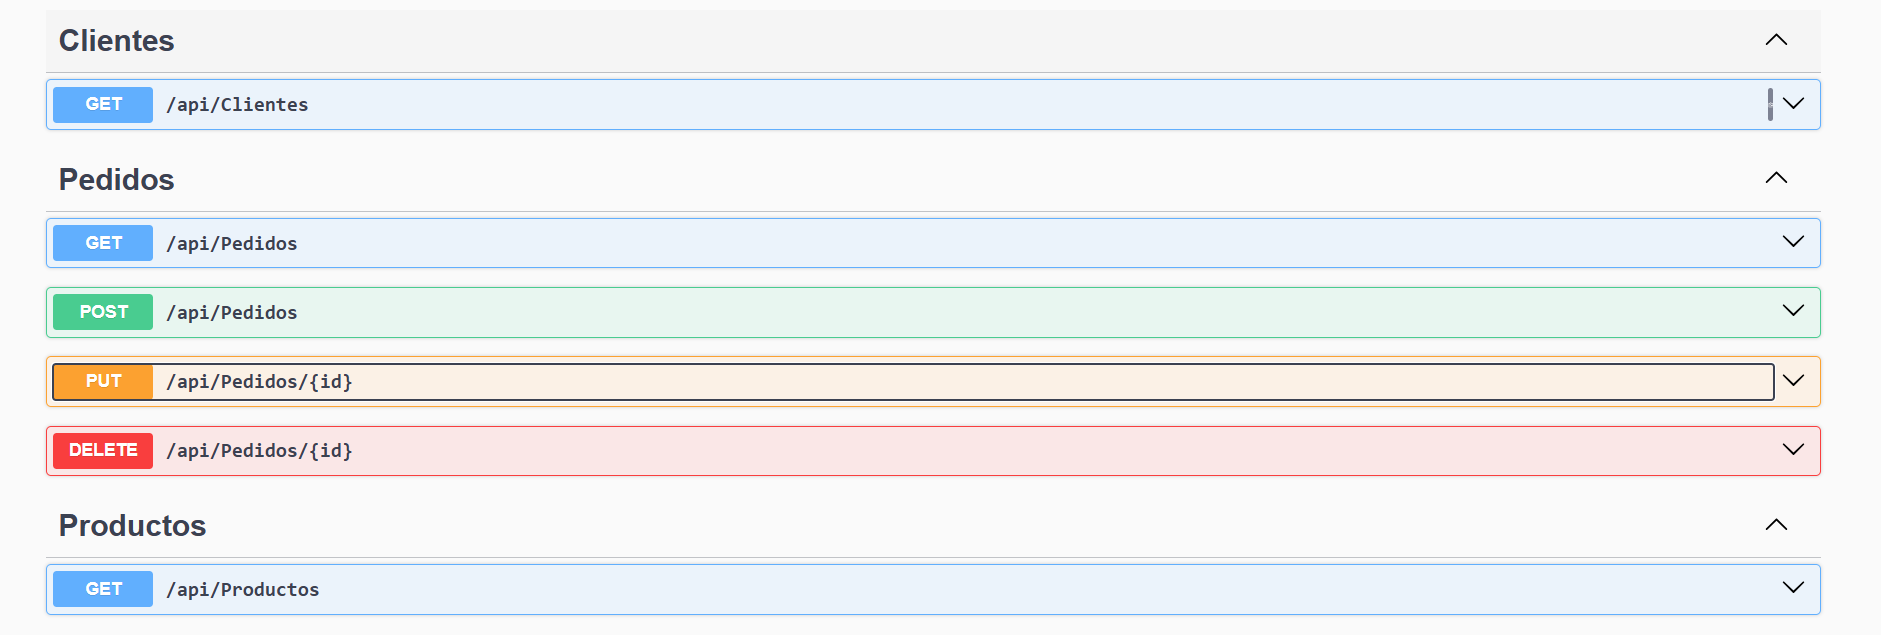 Clientes
GET /api/Clientes
Pedidos
GET /api/Pedidos
POST /api/Pedidos
PUT /api/Pedidos/{id}
DELETE /api/Pedidos/{id}
Productos
GET /api/Productos